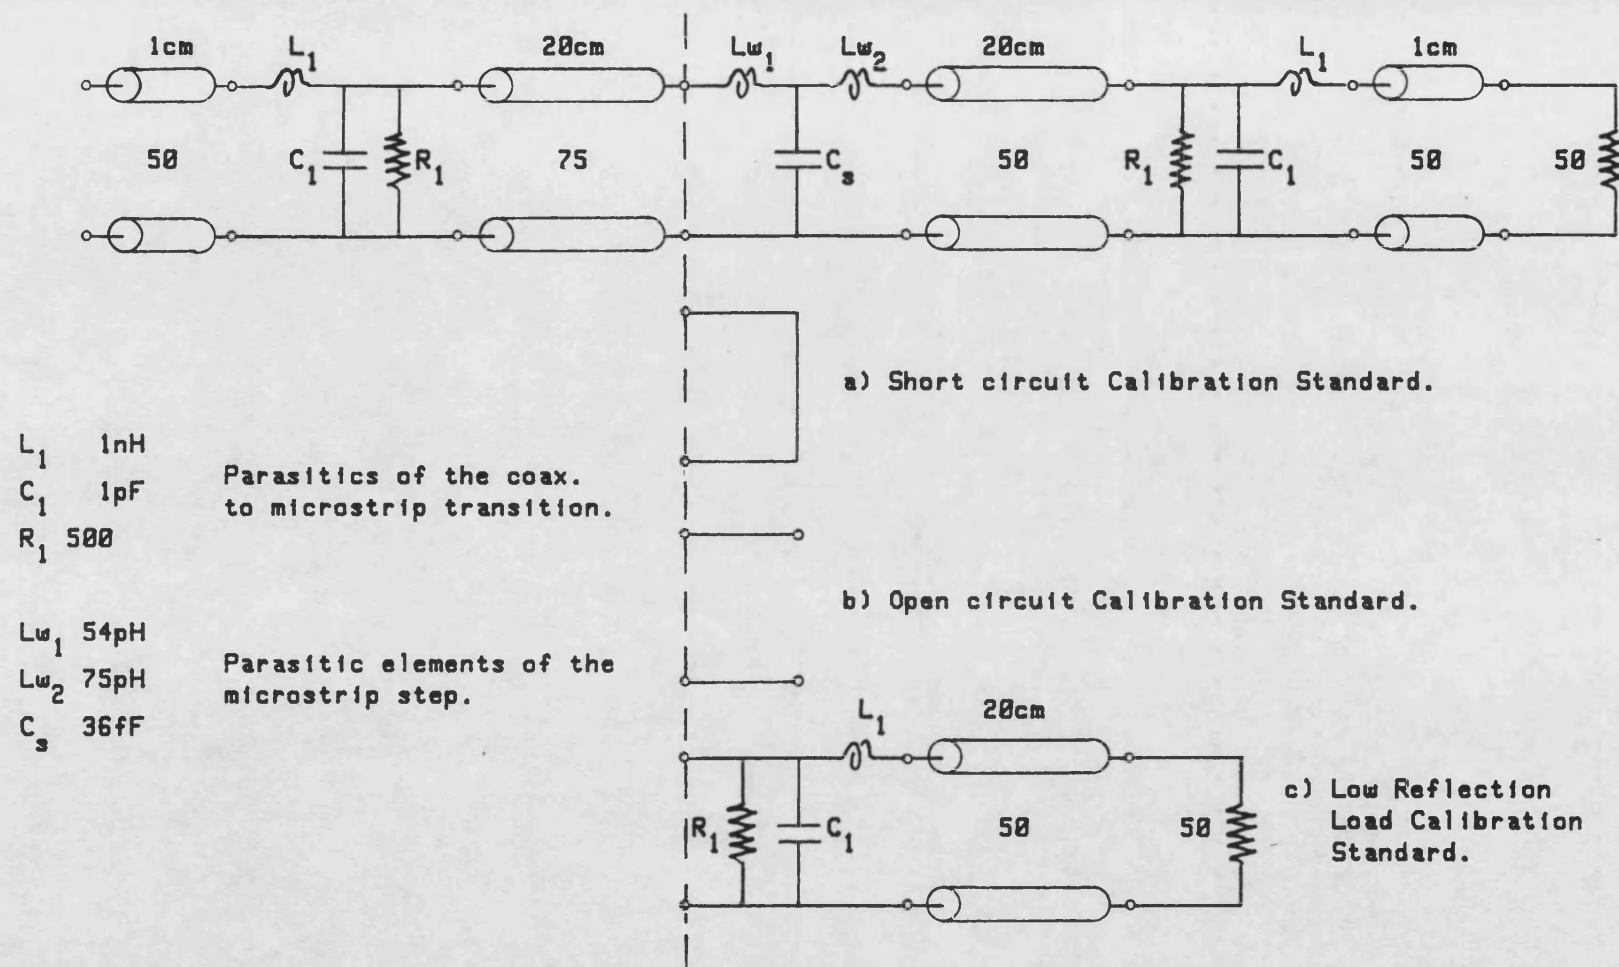 1cm L1 20cm Lw1 Lw2 20cm L1 1cm
50 C1 R1 75 Cs 50 R1 C1 50 50
a) Short circuit Calibration Standard.
L1 1nH
C1 1pF
R1 500
Parasitics of the coax.
to microstrip transition.
b) Open circuit Calibration Standard.
Lw1 54pH
Lw2 75pH
Cs 36fF
Parasitic elements of the
microstrip step.
L1 20cm
R1 C1 50 50
c) Low Reflection
Load Calibration
Standard.